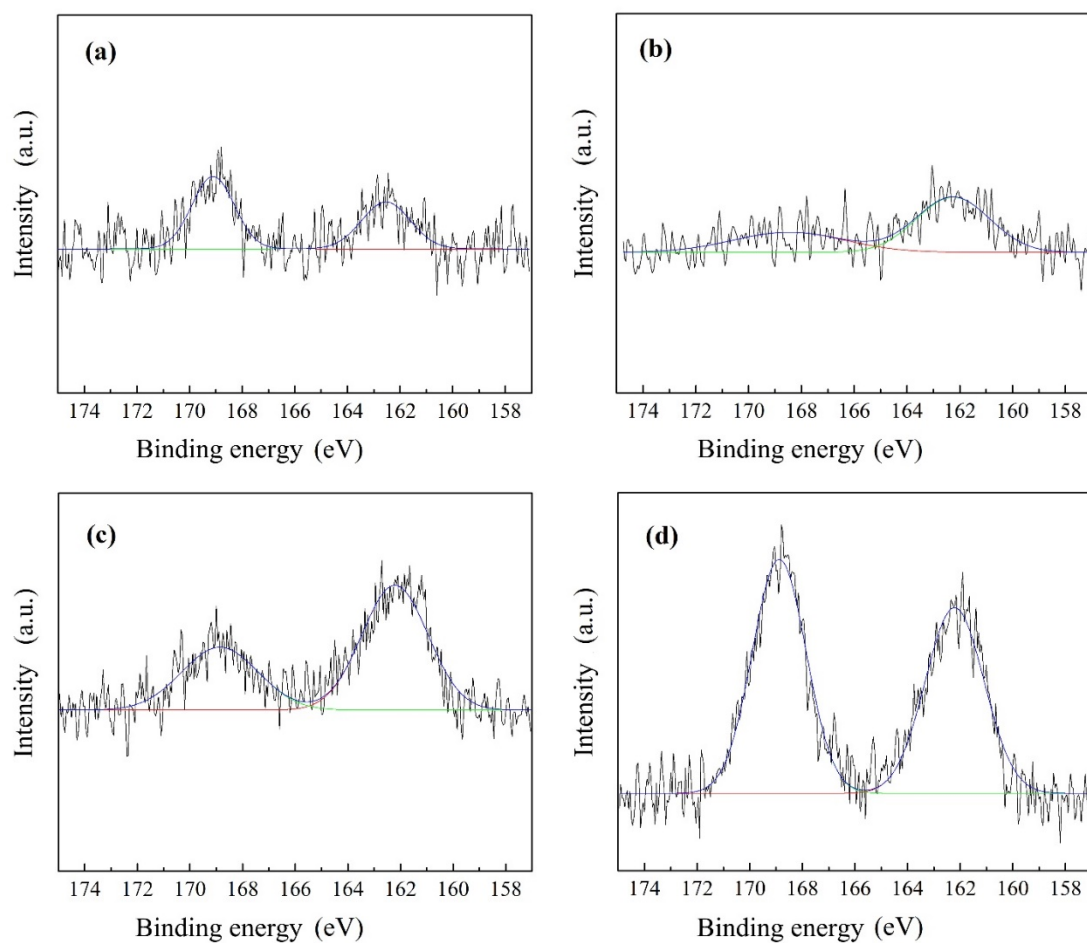 (a)
Intensity (a.u.)
174 172 170 168 166 164 162 160 158
Binding energy (eV)
(b)
Intensity (a.u.)
174 172 170 168 166 164 162 160 158
Binding energy (eV)
(c)
Intensity (a.u.)
174 172 170 168 166 164 162 160 158
Binding energy (eV)
(d)
Intensity (a.u.)
174 172 170 168 166 164 162 160 158
Binding energy (eV)